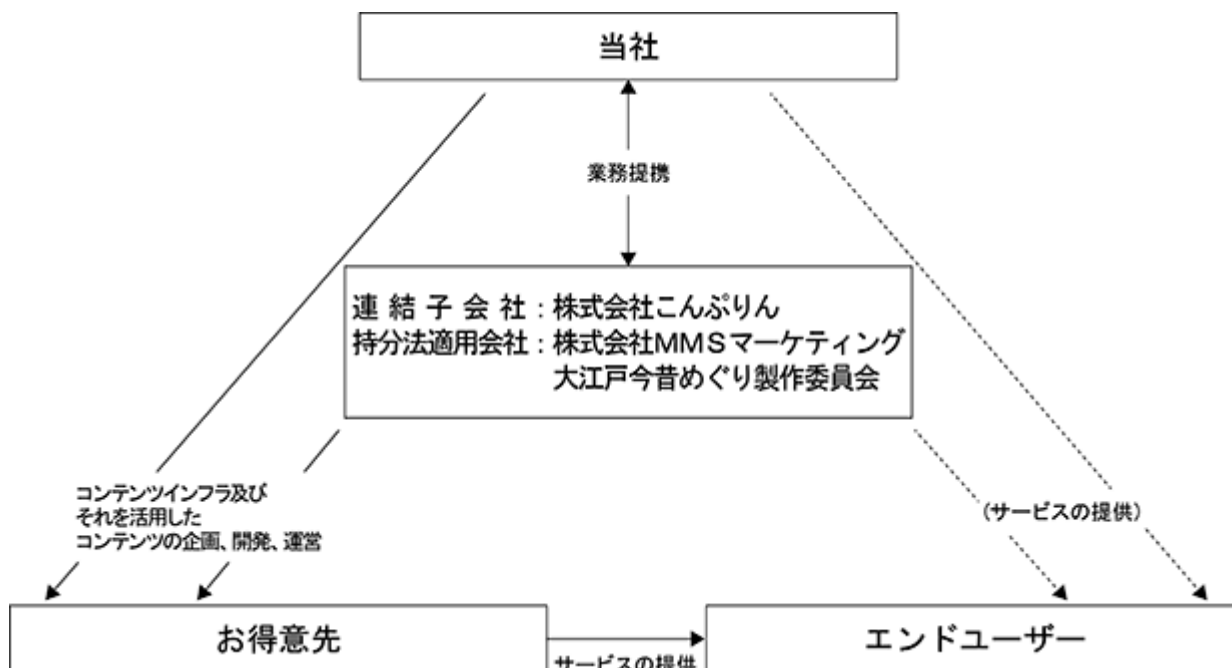 当社
業務提携
連結子会社：株式会社こんぷりん
持分法適用会社：株式会社MMSマーケティング
大江戸今昔めぐり製作委員会
コンテンツインフラ及び
それを活用した
コンテンツの企画、開発、運営
(サービスの提供)
お得意先
サービスの提供
エンドユーザー